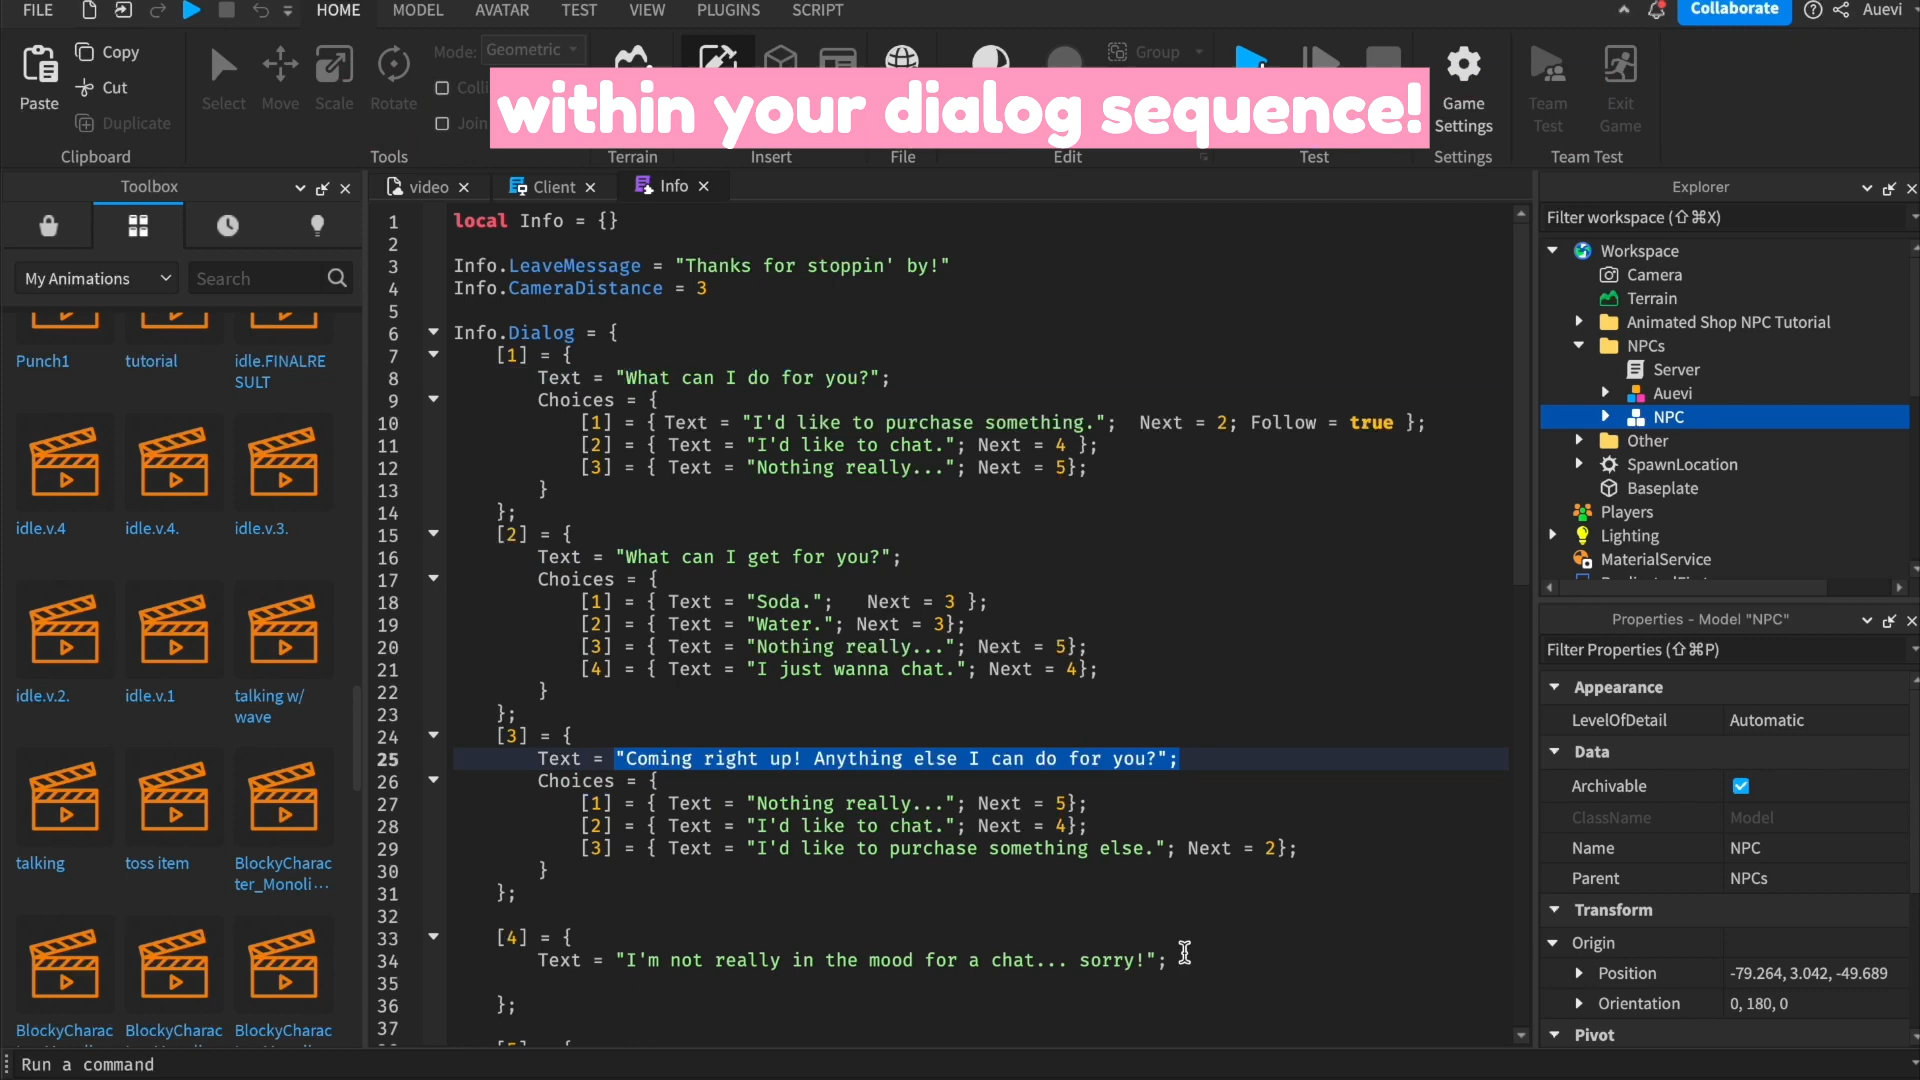 FILE HOME MODEL AVATAR TEST VIEW PLUGINS SCRIPT Collaborate Auevi
Paste Copy Cut Duplicate
Select Move Scale Rotate
Mode: Geometric
Colli
Join
Group
within your dialog sequence!
Game Settings
Team Test
Exit Game
Clipboard Tools Terrain Insert File Edit Test Settings Team Test
Toolbox
My Animations Search
Punch1 tutorial idle.FINALRE
SULT
idle.v.4 idle.v.4. idle.v.3.
idle.v.2. idle.v.1 talking w/
wave
talking toss item BlockyCharac
ter_Monoli...
BlockyCharac BlockyCharac BlockyCharac
video Client Info
1 local Info = {}
2
3 Info.LeaveMessage = "Thanks for stoppin' by!"
4 Info.CameraDistance = 3
5
6 Info.Dialog = {
7 [1] = {
8 Text = "What can I do for you?";
9 Choices = {
10 [1] = { Text = "I'd like to purchase something."; Next = 2; Follow = true };
11 [2] = { Text = "I'd like to chat."; Next = 4 };
12 [3] = { Text = "Nothing really..."; Next = 5};
13 }
14 };
15 [2] = {
16 Text = "What can I get for you?";
17 Choices = {
18 [1] = { Text = "Soda."; Next = 3 };
19 [2] = { Text = "Water."; Next = 3};
20 [3] = { Text = "Nothing really..."; Next = 5};
21 [4] = { Text = "I just wanna chat."; Next = 4};
22 }
23 };
24 [3] = {
25 Text = "Coming right up! Anything else I can do for you?";
26 Choices = {
27 [1] = { Text = "Nothing really..."; Next = 5};
28 [2] = { Text = "I'd like to chat."; Next = 4};
29 [3] = { Text = "I'd like to purchase something else."; Next = 2};
30 }
31 };
32
33 [4] = {
34 Text = "I'm not really in the mood for a chat... sorry!";
35
36 };
37
Explorer
Filter workspace (⇧⌘X)
Workspace
Camera
Terrain
Animated Shop NPC Tutorial
NPCs
Server
Auevi
NPC
Other
SpawnLocation
Baseplate
Players
Lighting
MaterialService
Properties - Model "NPC"
Filter Properties (⇧⌘P)
Appearance
LevelOfDetail Automatic
Data
Archivable
ClassName Model
Name NPC
Parent NPCs
Transform
Origin
Position -79.264, 3.042, -49.689
Orientation 0, 180, 0
Pivot
Run a command